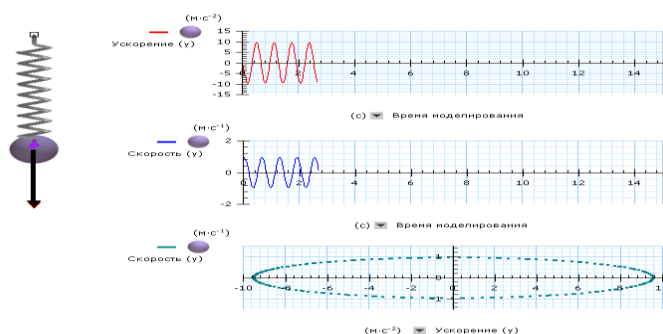 (м·с⁻²)
Ускорение (y)
15
10
5
0
-5
-10
-15
0 2 4 6 8 10 12 14
(с) Время моделирования
(м·с⁻¹)
Скорость (y)
2
-2
0 2 4 6 8 10 12 14
(с) Время моделирования
(м·с⁻¹)
Скорость (y)
1
-1
-10 -8 -6 -4 -2 0 2 4 6 8 1
(м·с⁻²) Ускорение (y)